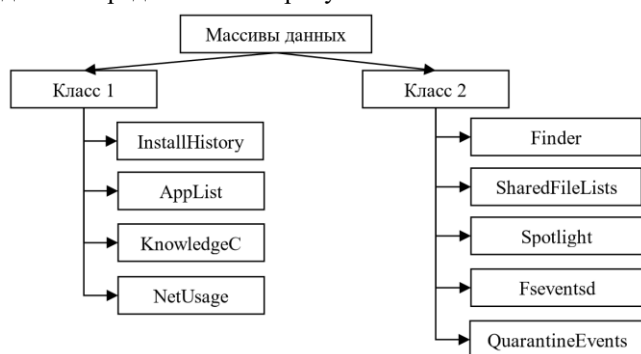 Массивы данных
Класс 1
Класс 2
InstallHistory
AppList
KnowledgeC
NetUsage
Finder
SharedFileLists
Spotlight
Fseventsd
QuarantineEvents